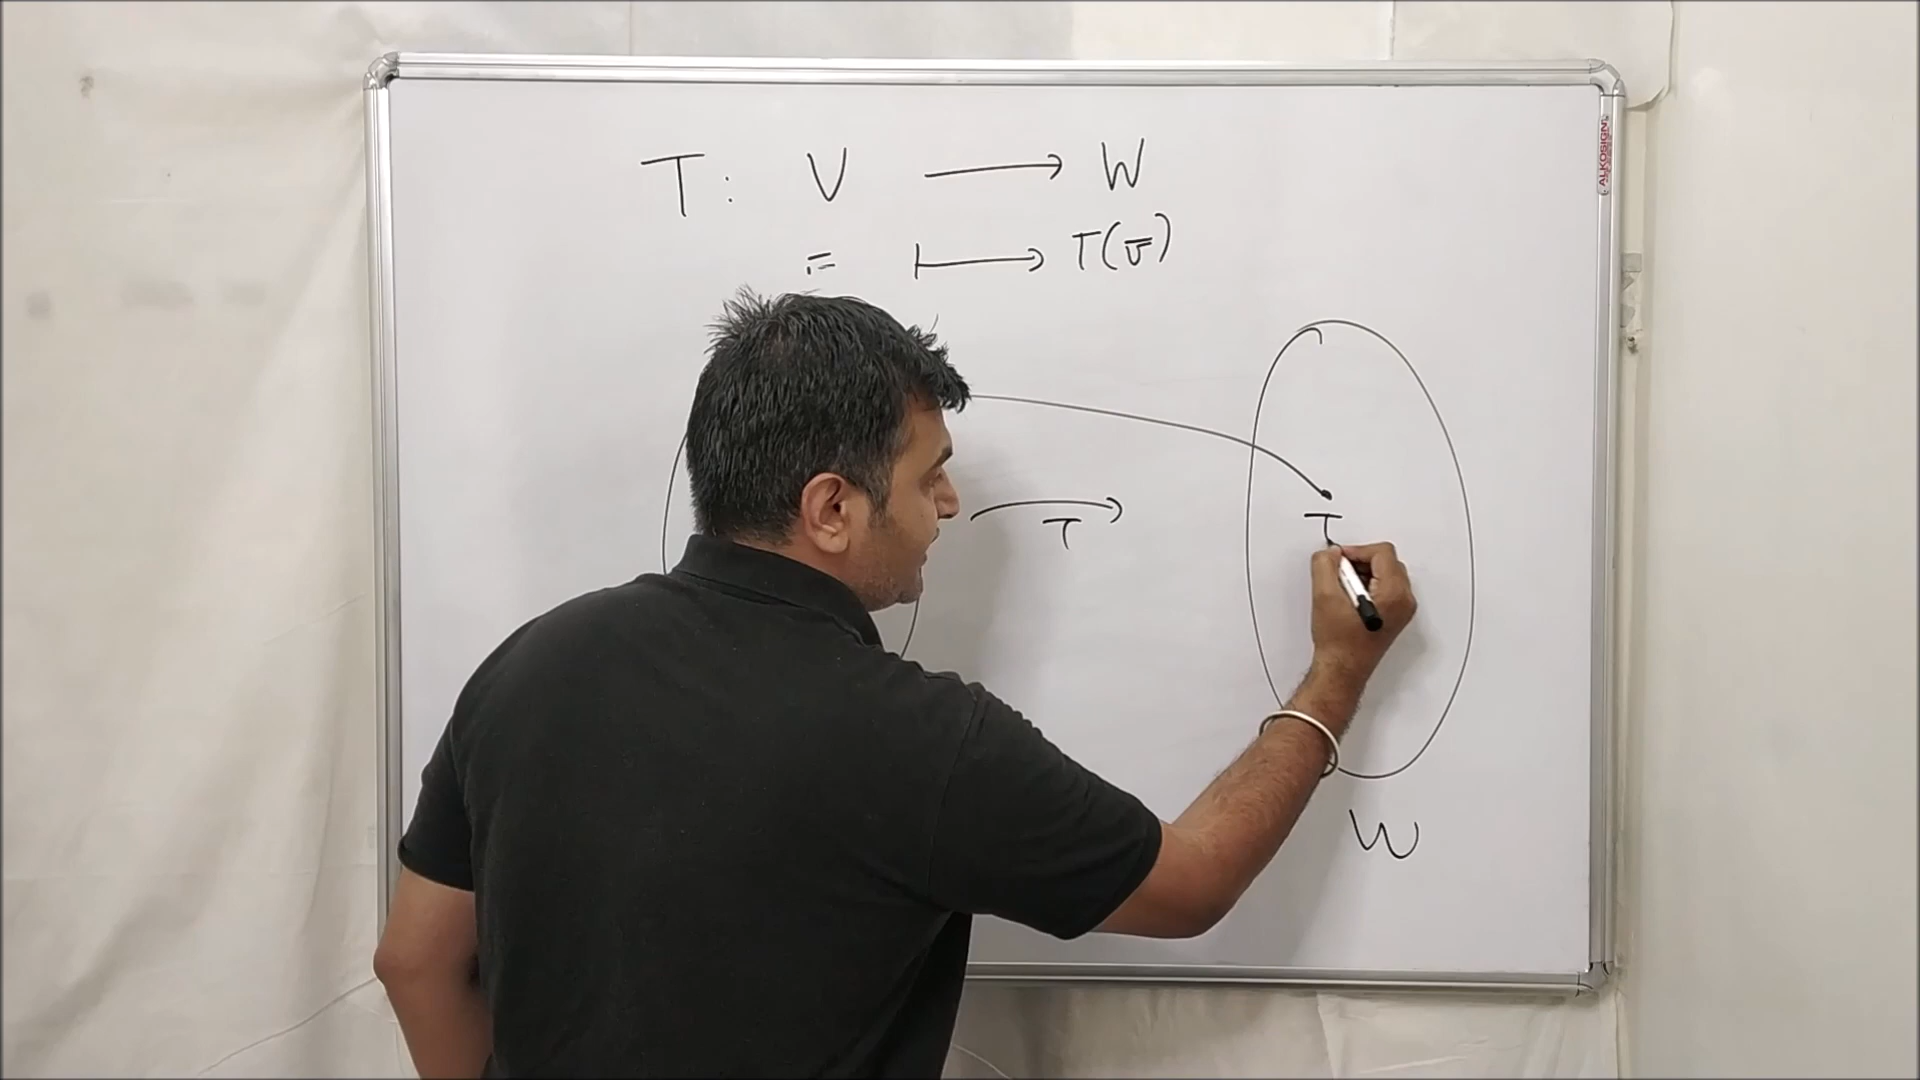 T: V ⟶ W
v̄ ⟼ T(v̄)
T
T
W
ALKOSIGN